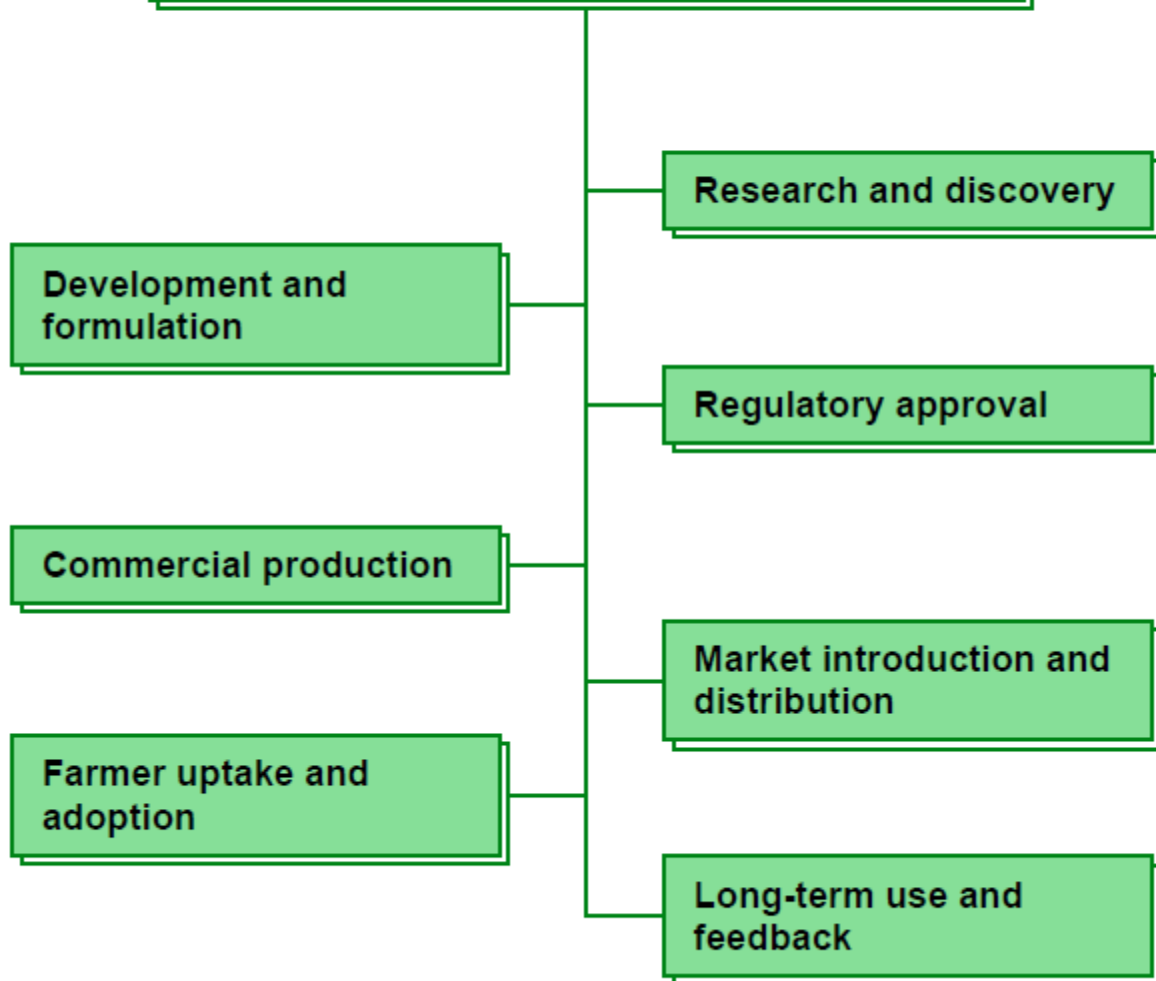 Research and discovery
Development and
formulation
Regulatory approval
Commercial production
Market introduction and
distribution
Farmer uptake and
adoption
Long-term use and
feedback